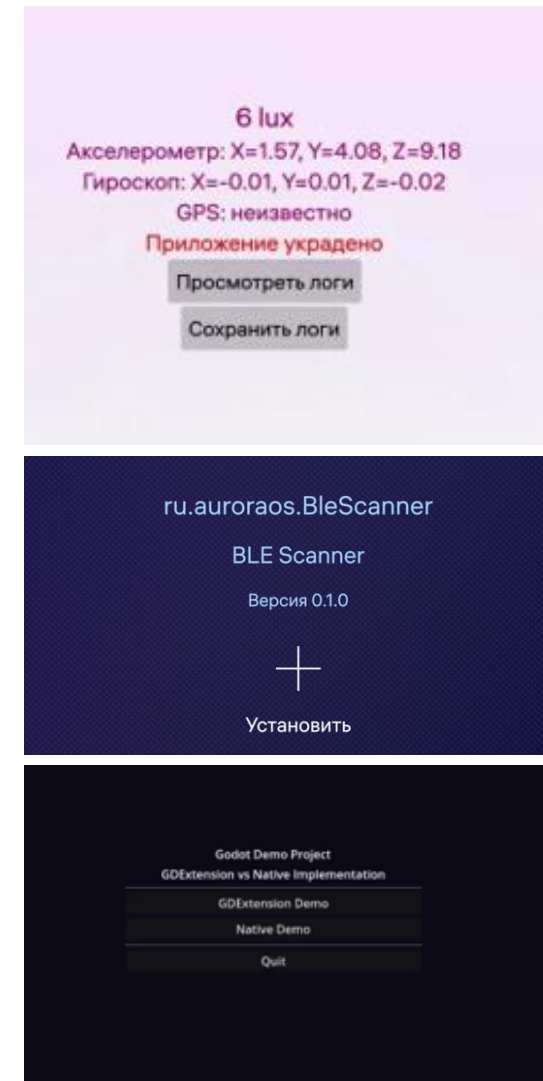 6 lux
Акселерометр: X=1.57, Y=4.08, Z=9.18
Гироскоп: X=-0.01, Y=0.01, Z=-0.02
GPS: неизвестно
Приложение украдено
Просмотреть логи
Сохранить логи
ru.auroraos.BleScanner
BLE Scanner
Версия 0.1.0
Установить
Godot Demo Project
GDExtension vs Native Implementation
GDExtension Demo
Native Demo
Quit